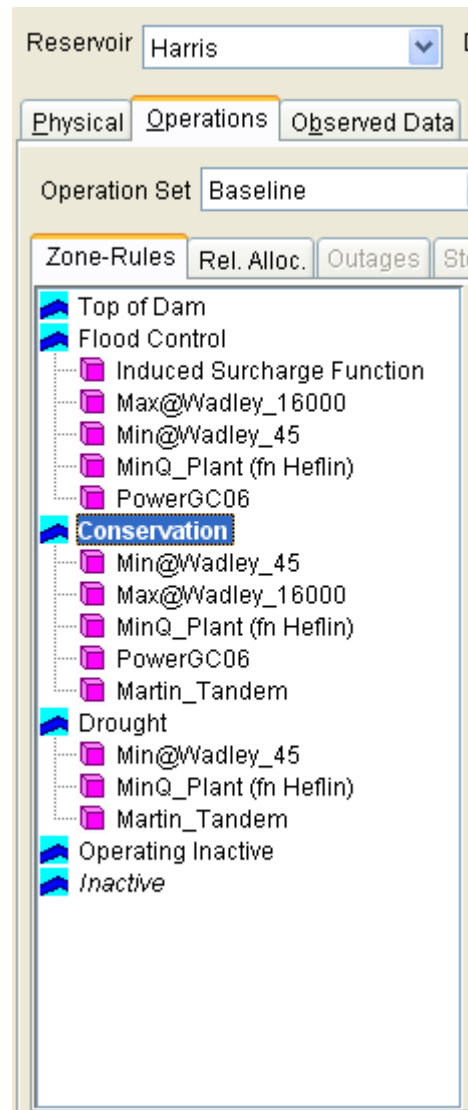 Reservoir Harris
Physical Operations Observed Data
Operation Set Baseline
Zone-Rules Rel. Alloc. Outages
Top of Dam
Flood Control
Induced Surcharge Function
Max@Wadley_16000
Min@Wadley_45
MinQ_Plant (fn Heflin)
PowerGC06
Conservation
Min@Wadley_45
Max@Wadley_16000
MinQ_Plant (fn Heflin)
PowerGC06
Martin_Tandem
Drought
Min@Wadley_45
MinQ_Plant (fn Heflin)
Martin_Tandem
Operating Inactive
Inactive